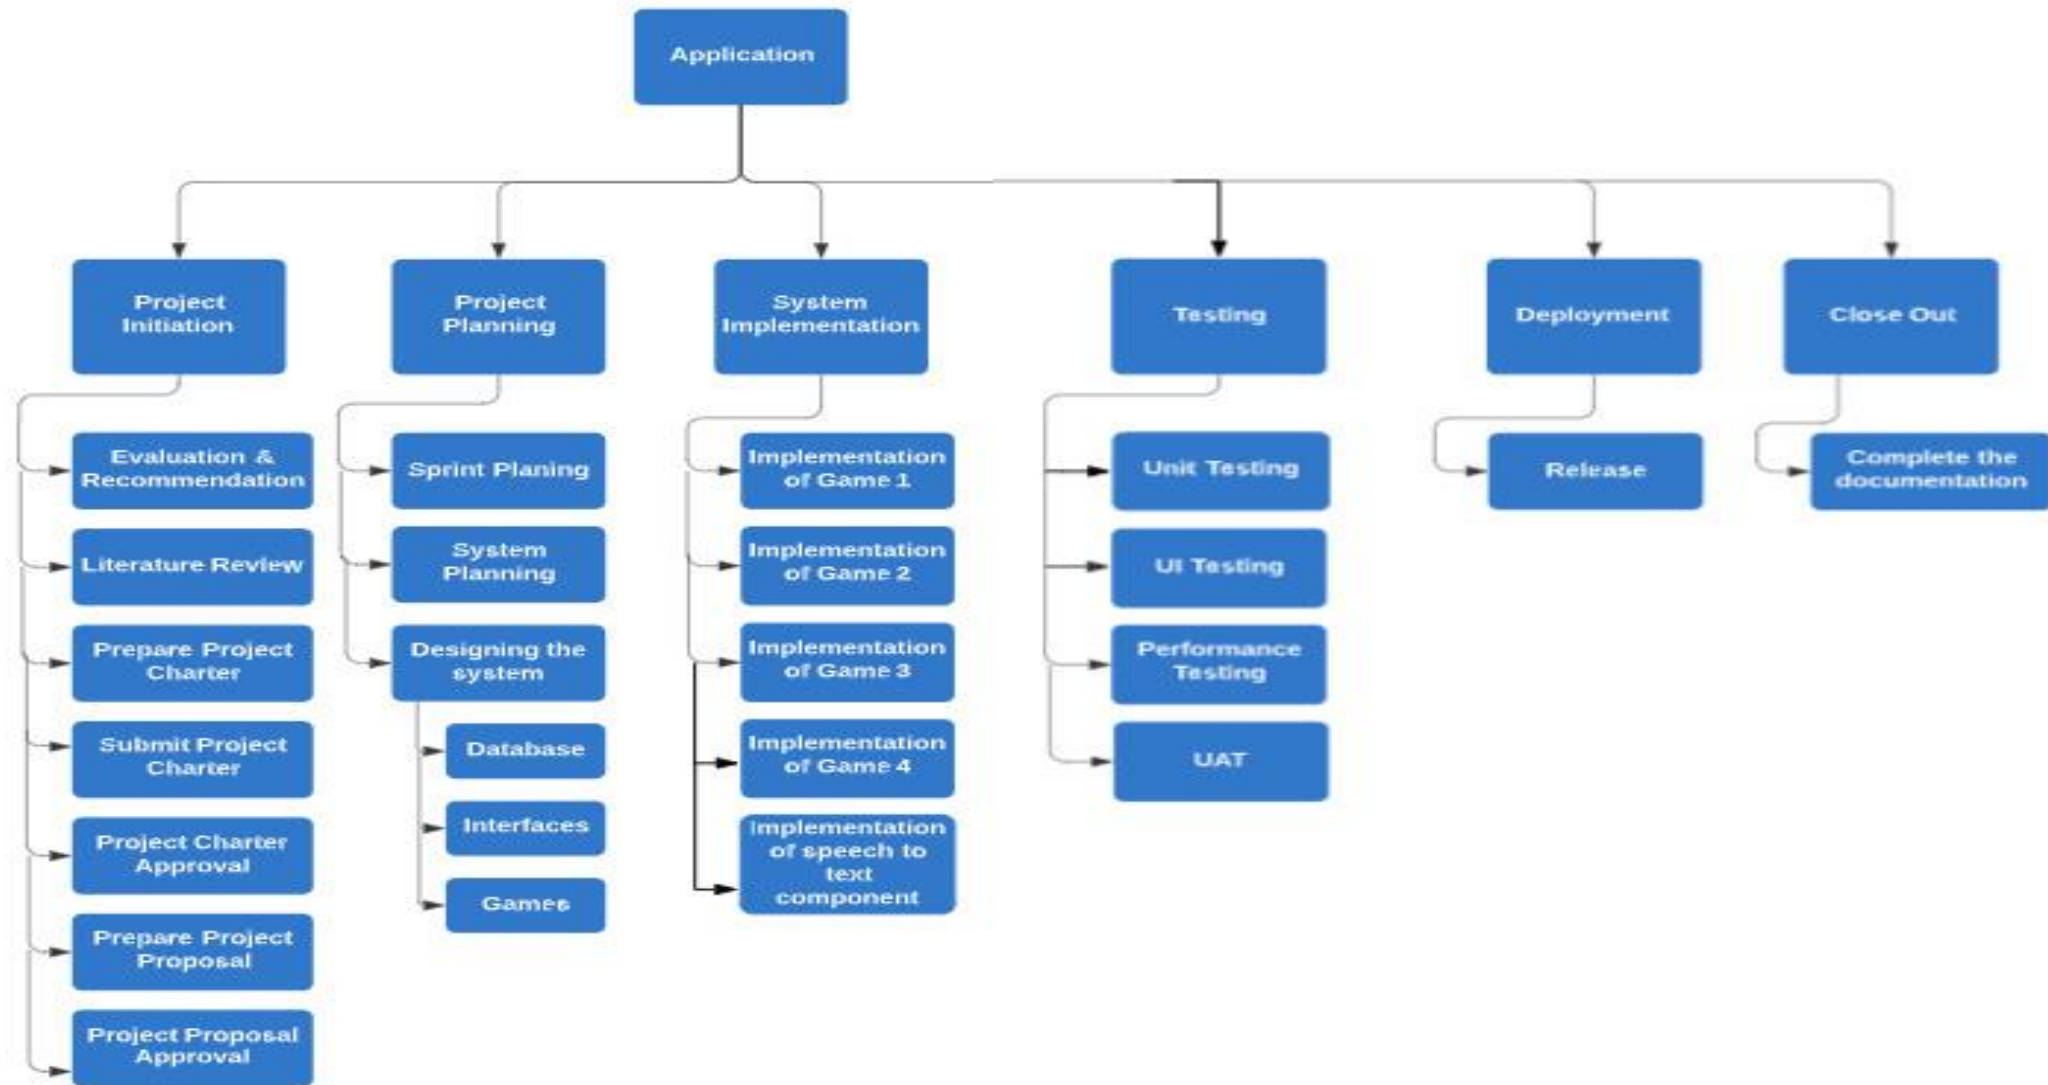 Application
Project
Initiation
Project
Planning
System
Implementation
Testing
Deployment
Close Out
Evaluation &
Recommendation
Literature Review
Prepare Project
Charter
Submit Project
Charter
Project Charter
Approval
Prepare Project
Proposal
Project Proposal
Approval
Sprint Planing
System
Planning
Designing the
system
Database
Interfaces
Games
Implementation
of Game 1
Implementation
of Game 2
Implementation
of Game 3
Implementation
of Game 4
Implementation
of speech to
text
component
Unit Testing
UI Testing
Performance
Testing
UAT
Release
Complete the
documentation